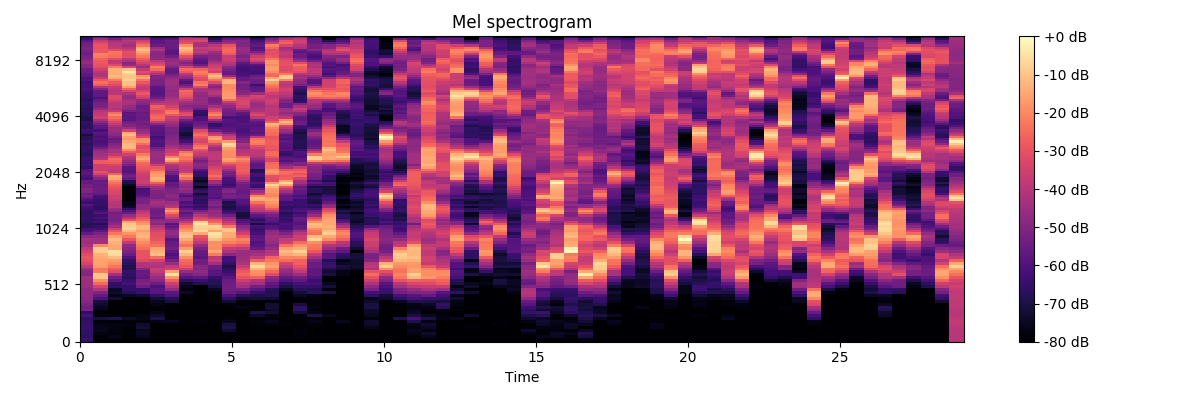 Mel spectrogram
Hz
8192
4096
2048
1024
512
0
0 5 10 15 20 25
Time
+0 dB
-10 dB
-20 dB
-30 dB
-40 dB
-50 dB
-60 dB
-70 dB
-80 dB